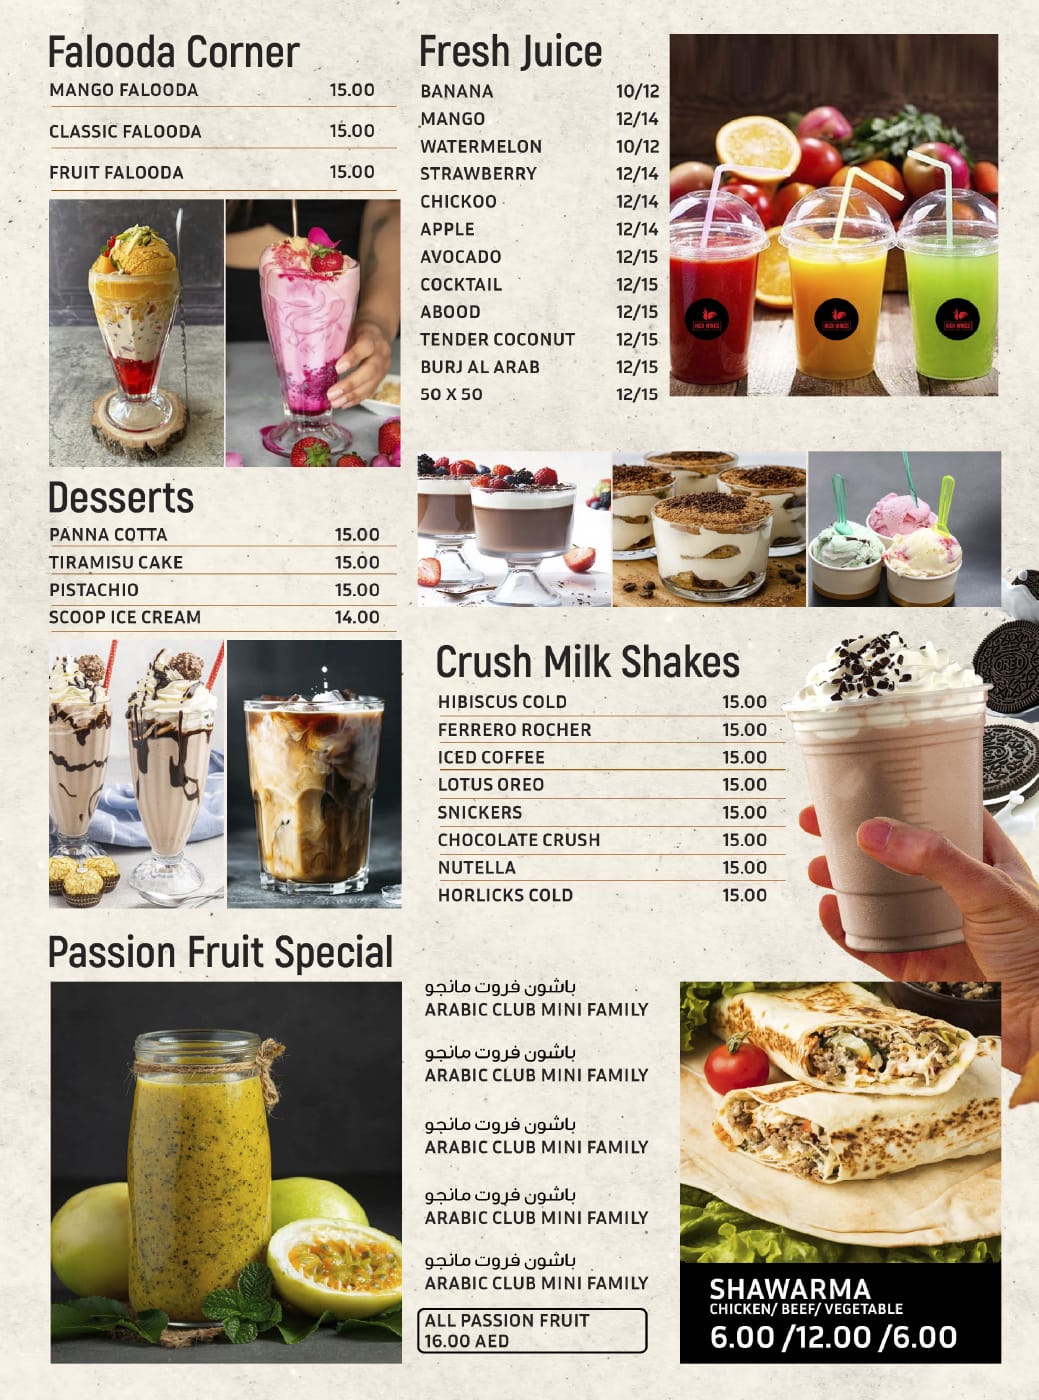 Falooda Corner
MANGO FALOODA 15.00
CLASSIC FALOODA 15.00
FRUIT FALOODA 15.00
Fresh Juice
BANANA 10/12
MANGO 12/14
WATERMELON 10/12
STRAWBERRY 12/14
CHICKOO 12/14
APPLE 12/14
AVOCADO 12/15
COCKTAIL 12/15
ABOOD 12/15
TENDER COCONUT 12/15
BURJ AL ARAB 12/15
50 X 50 12/15
HIGH WINGS
HIGH WINGS
HIGH WINGS
Desserts
PANNA COTTA 15.00
TIRAMISU CAKE 15.00
PISTACHIO 15.00
SCOOP ICE CREAM 14.00
Crush Milk Shakes
HIBISCUS COLD 15.00
FERRERO ROCHER 15.00
ICED COFFEE 15.00
LOTUS OREO 15.00
SNICKERS 15.00
CHOCOLATE CRUSH 15.00
NUTELLA 15.00
HORLICKS COLD 15.00
OREO
Passion Fruit Special
باشون فروت مانجو
ARABIC CLUB MINI FAMILY
باشون فروت مانجو
ARABIC CLUB MINI FAMILY
باشون فروت مانجو
ARABIC CLUB MINI FAMILY
باشون فروت مانجو
ARABIC CLUB MINI FAMILY
باشون فروت مانجو
ARABIC CLUB MINI FAMILY
ALL PASSION FRUIT
16.00 AED
SHAWARMA
CHICKEN/ BEEF/ VEGETABLE
6.00 /12.00 /6.00